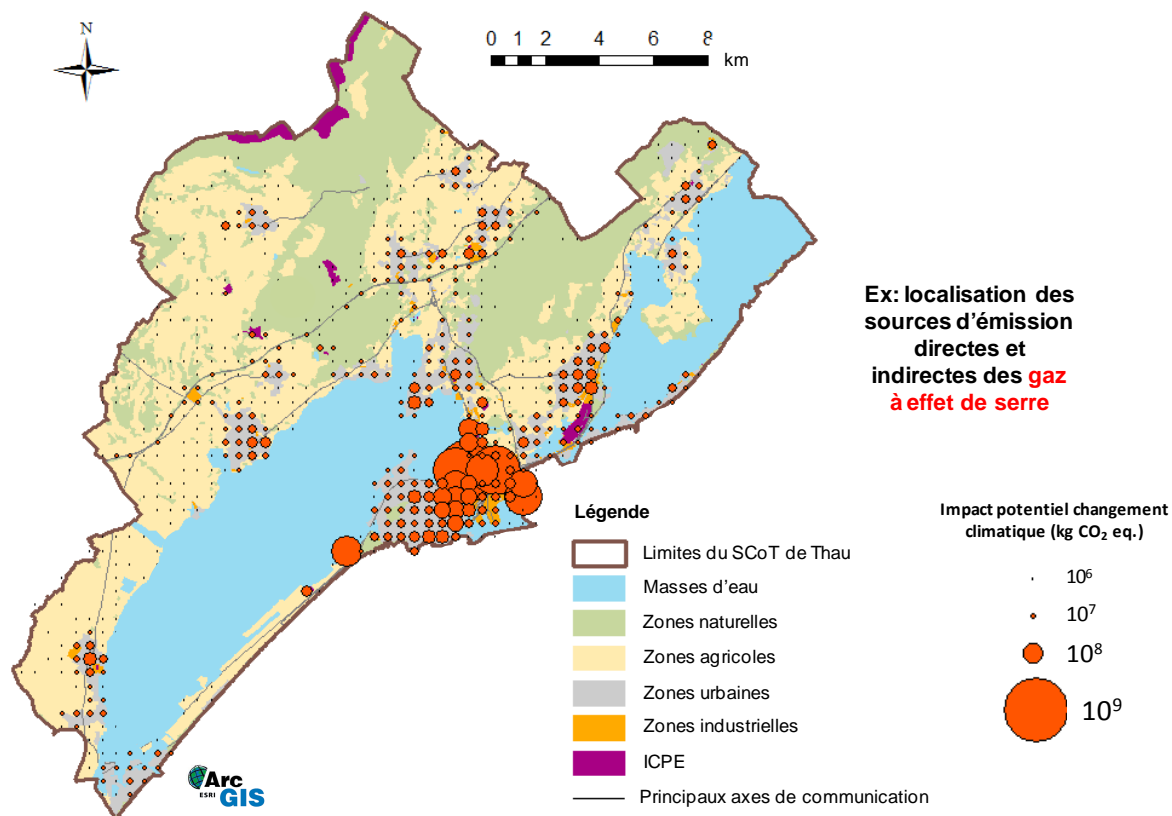 N
0 1 2 4 6 8
km
Ex: localisation des
sources d'émission
directes et
indirectes des gaz
à effet de serre
Légende
Limites du SCoT de Thau
Masses d'eau
Zones naturelles
Zones agricoles
Zones urbaines
Zones industrielles
ICPE
Principaux axes de communication
Impact potentiel changement
climatique (kg CO₂ eq.)
10⁶
10⁷
10⁸
10⁹
Arc
ESRI GIS